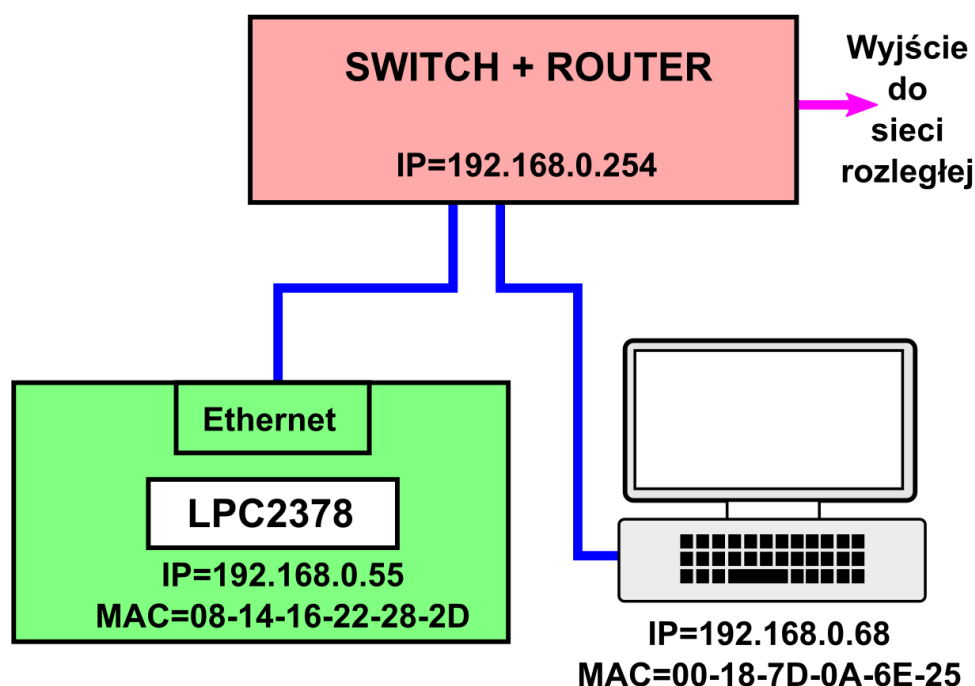 SWITCH + ROUTER
IP=192.168.0.254
Wyjście
do
sieci
rozległej
Ethernet
LPC2378
IP=192.168.0.55
MAC=08-14-16-22-28-2D
IP=192.168.0.68
MAC=00-18-7D-0A-6E-25